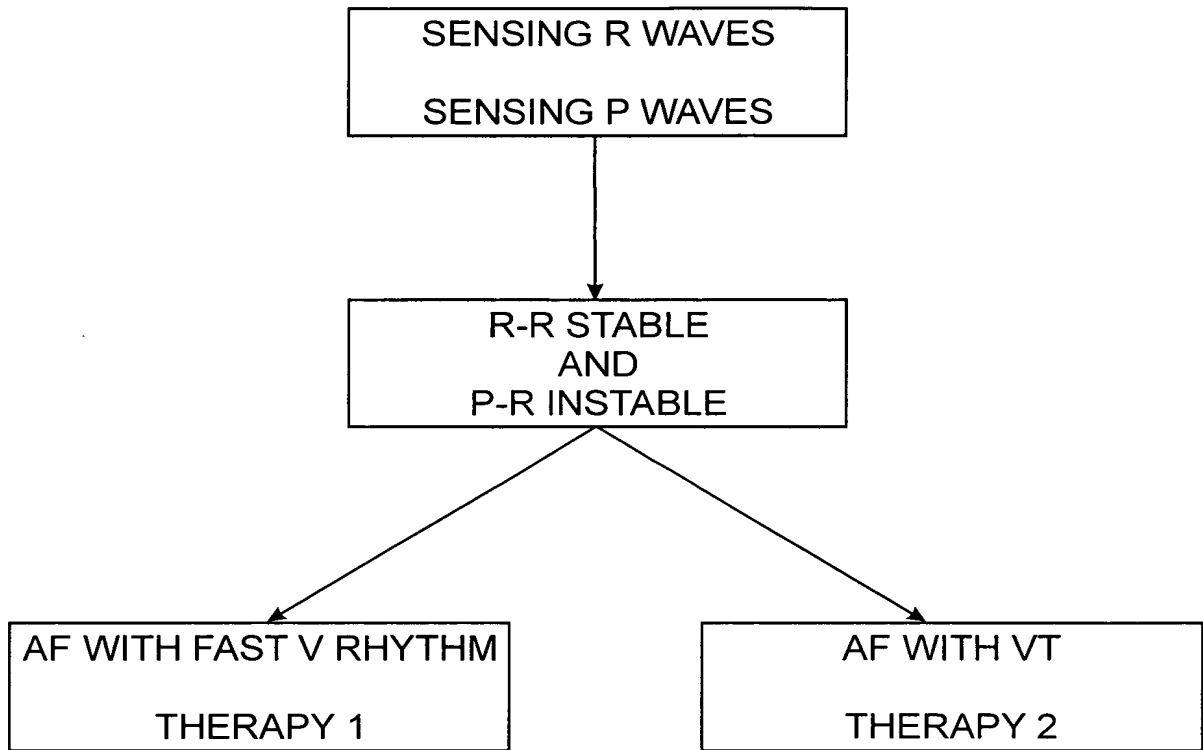 SENSING R WAVES
SENSING P WAVES
R-R STABLE
AND
P-R INSTABLE
AF WITH FAST V RHYTHM
THERAPY 1
AF WITH VT
THERAPY 2